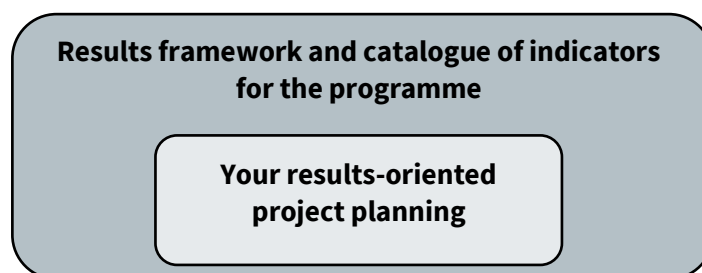 Results framework and catalogue of indicators
for the programme
Your results-oriented
project planning